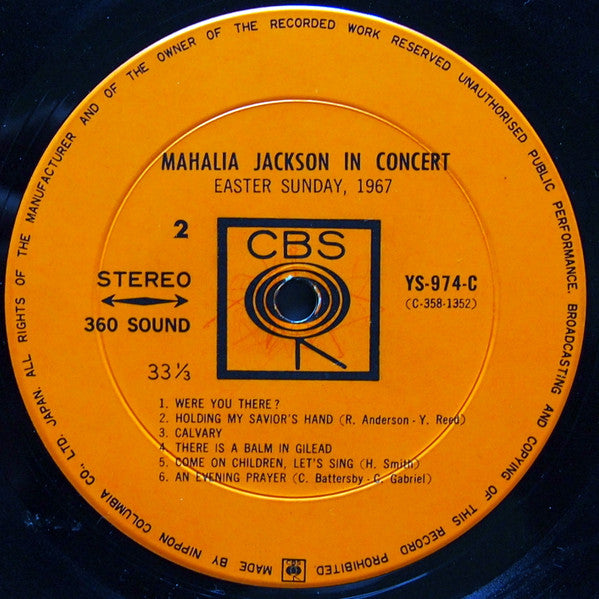 MAHALIA JACKSON IN CONCERT
EASTER SUNDAY, 1967
2
CBS
STEREO
360 SOUND
YS-974-C
(C-358-1352)
33⅓
1. WERE YOU THERE?
2. HOLDING MY SAVIOR'S HAND (R. Anderson - Y. Reed)
3. CALVARY
4. THERE IS A BALM IN GILEAD
5. COME ON CHILDREN, LET'S SING (H. Smith)
6. AN EVENING PRAYER (C. Battersby - C. Gabriel)
MADE BY NIPPON COLUMBIA CO., LTD. JAPAN. ALL RIGHTS OF THE MANUFACTURER AND OF THE OWNER OF THE RECORDED WORK RESERVED UNAUTHORISED PUBLIC PERFORMANCE. BROADCASTING AND COPYING OF THIS RECORD PROHIBITED